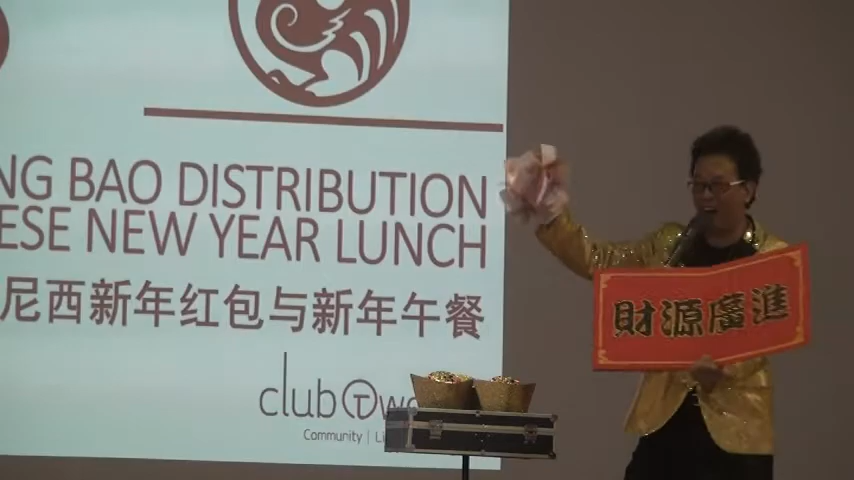 NG BAO DISTRIBUTION
ESE NEW YEAR LUNCH
尼西新年红包与新年午餐
club
Community |
財源廣進